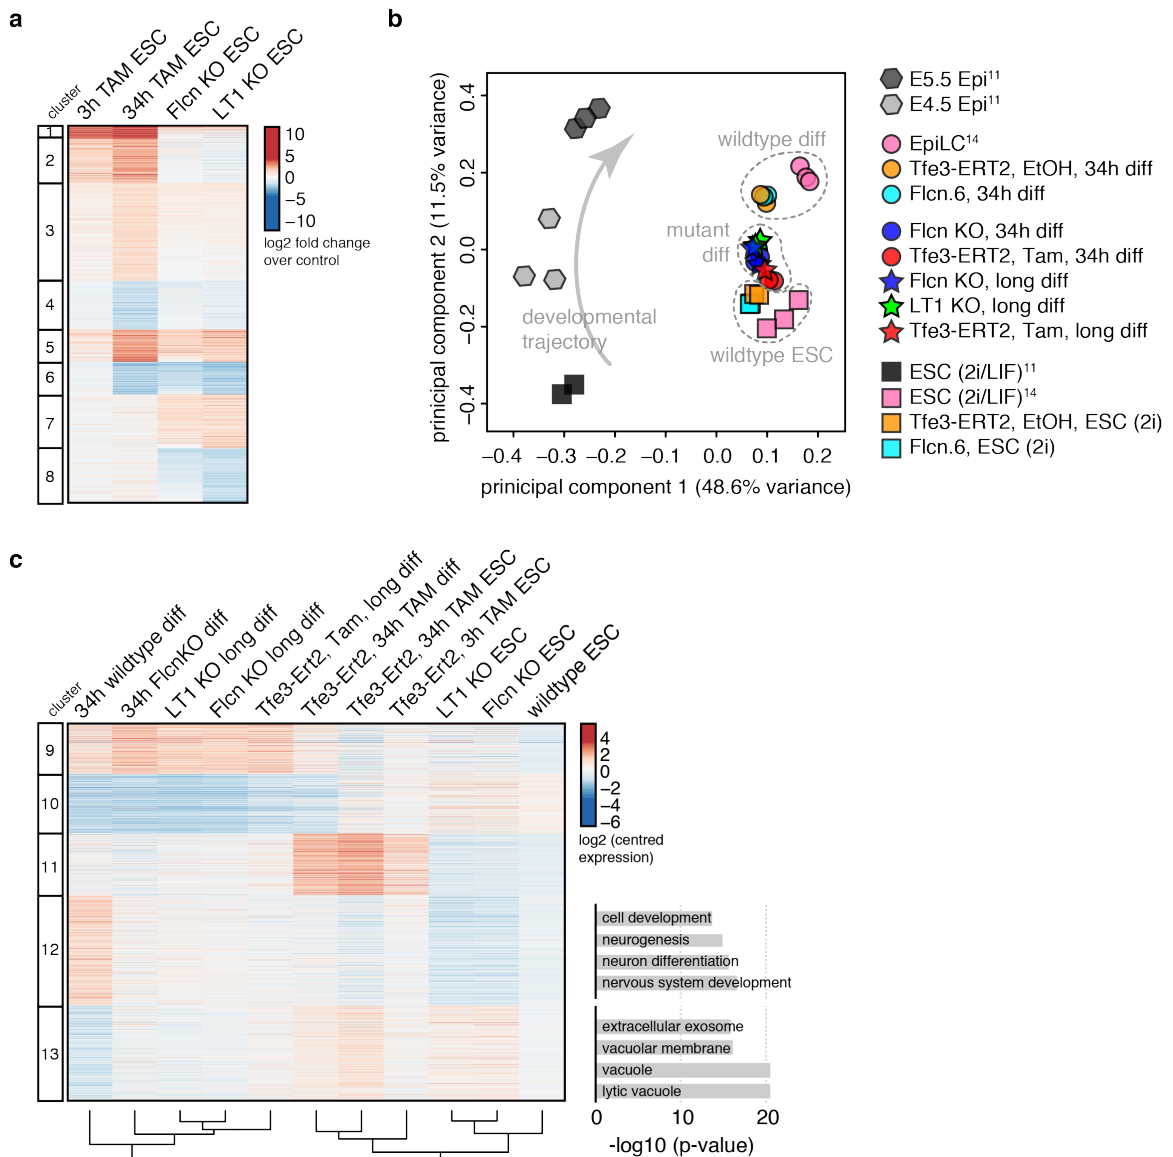 a
cluster
3h TAM ESC
34h TAM ESC
Flcn KO ESC
LT1 KO ESC
1
2
3
4
5
6
7
8
10
5
0
−5
−10
log2 fold change
over control
b
prinicipal component 2 (11.5% variance)
0.4
0.2
0.0
−0.2
−0.4
−0.4
−0.3
−0.1
0.0
0.1
0.2
prinicipal component 1 (48.6% variance)
wildtype diff
mutant
diff
developmental
trajectory
wildtype ESC
E5.5 Epi11
E4.5 Epi11
EpiLC14
Tfe3-ERT2, EtOH, 34h diff
Flcn.6, 34h diff
Flcn KO, 34h diff
Tfe3-ERT2, Tam, 34h diff
Flcn KO, long diff
LT1 KO, long diff
Tfe3-ERT2, Tam, long diff
ESC (2i/LIF)11
ESC (2i/LIF)14
Tfe3-ERT2, EtOH, ESC (2i)
Flcn.6, ESC (2i)
c
cluster
34h wildtype diff
34h FlcnKO diff
LT1 KO long diff
Flcn KO long diff
Tfe3-Ert2, Tam, long diff
Tfe3-Ert2, 34h TAM diff
Tfe3-Ert2, 34h TAM ESC
Tfe3-Ert2, 3h TAM ESC
LT1 KO ESC
Flcn KO ESC
wildtype ESC
9
10
11
12
13
4
2
0
−2
−4
−6
log2 (centred
expression)
cell development
neurogenesis
neuron differentiation
nervous system development
extracellular exosome
vacuolar membrane
vacuole
lytic vacuole
0
10
20
-log10 (p-value)